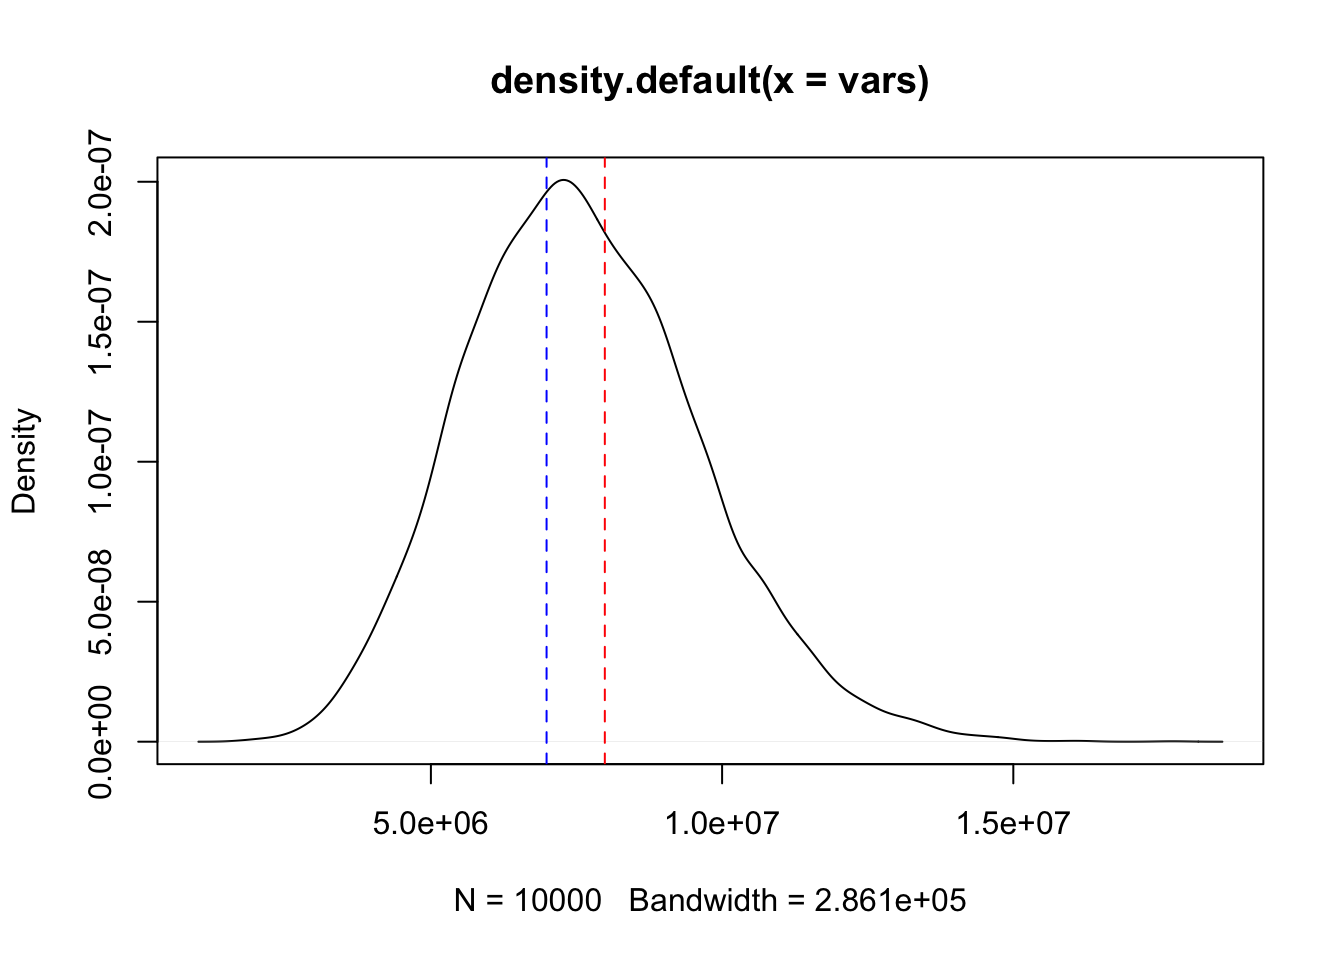 density.default(x = vars)
Density
2.0e-07
1.5e-07
1.0e-07
5.0e-08
0.0e+00
5.0e+06 1.0e+07 1.5e+07
N = 10000 Bandwidth = 2.861e+05